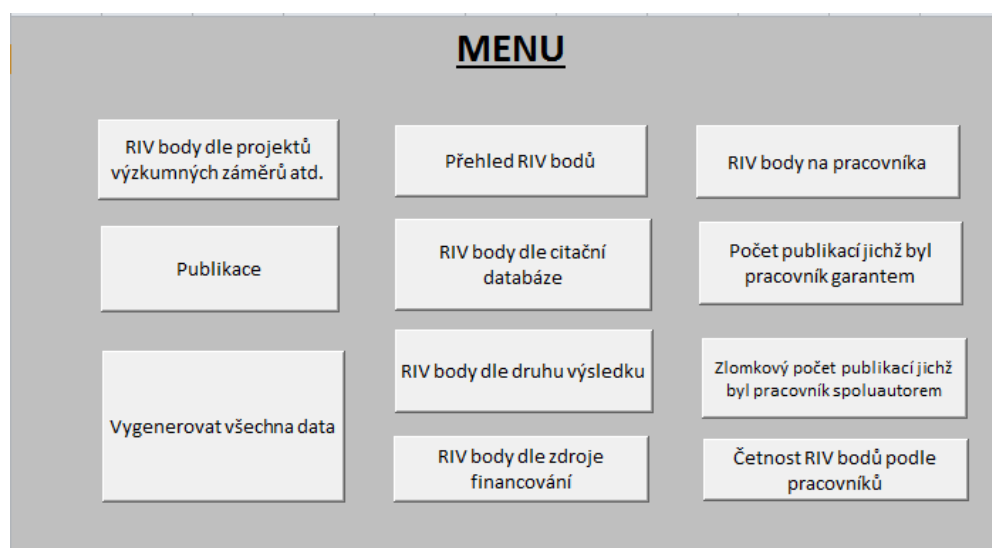 MENU
RIV body dle projektů
výzkumných záměrů atd.
Publikace
Vygenerovat všechna data
Přehled RIV bodů
RIV body dle citační
databáze
RIV body dle druhu výsledku
RIV body dle zdroje
financování
RIV body na pracovníka
Počet publikací jichž byl
pracovník garantem
Zlomkový počet publikací jichž
byl pracovník spoluautorem
Četnost RIV bodů podle
pracovníků